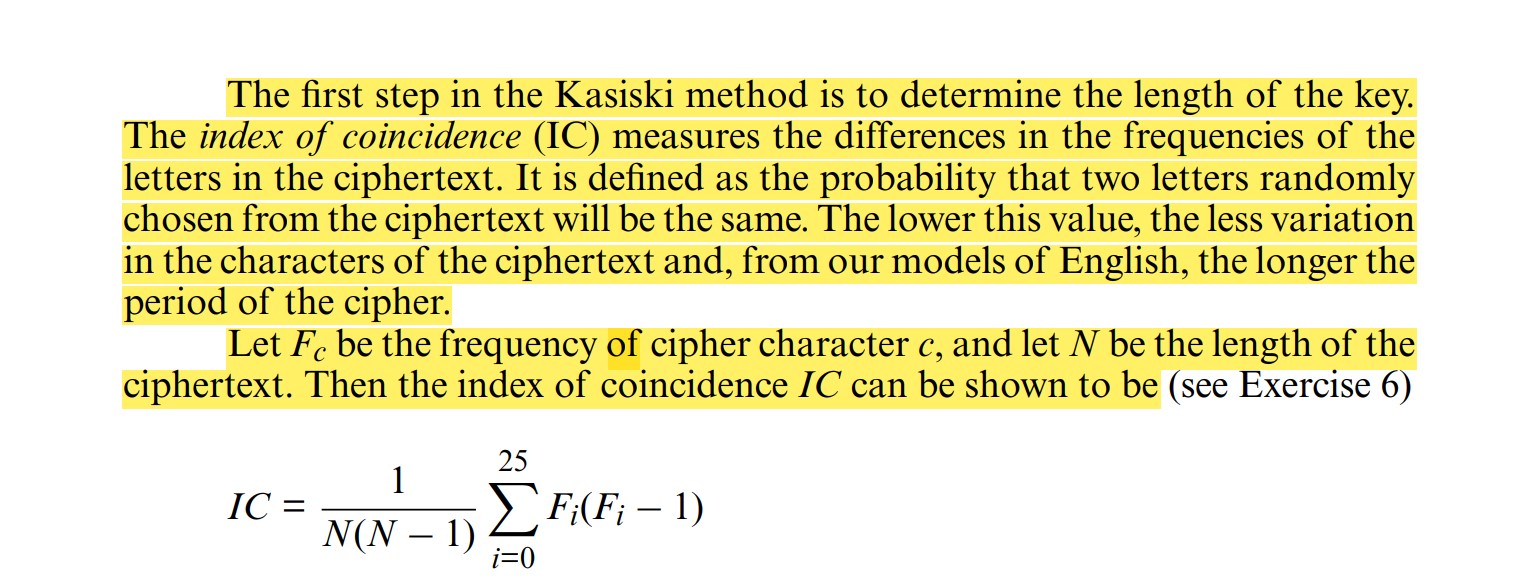 The first step in the Kasiski method is to determine the length of the key.
The index of coincidence (IC) measures the differences in the frequencies of the
letters in the ciphertext. It is defined as the probability that two letters randomly
chosen from the ciphertext will be the same. The lower this value, the less variation
in the characters of the ciphertext and, from our models of English, the longer the
period of the cipher.
Let F_c be the frequency of cipher character c, and let N be the length of the
ciphertext. Then the index of coincidence IC can be shown to be (see Exercise 6)
IC = \frac{1}{N(N − 1)} \sum_{i=0}^{25} F_i(F_i − 1)